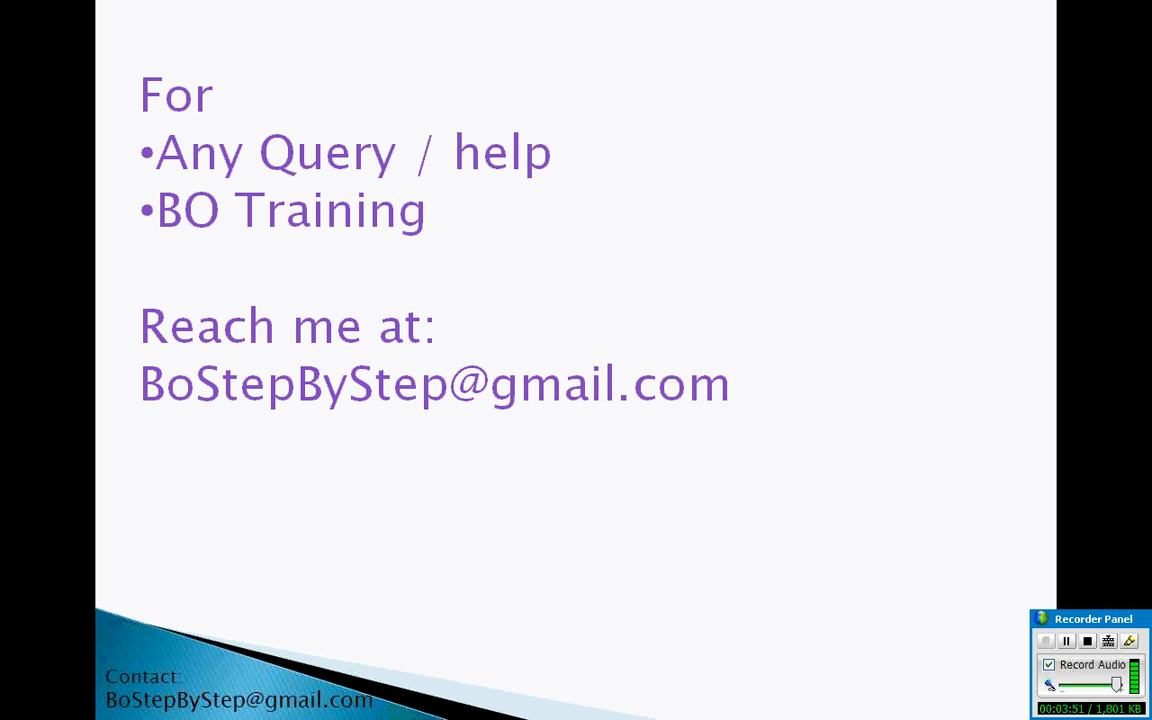 For
•Any Query / help
•BO Training
Reach me at:
BoStepByStep@gmail.com
Contact:
BoStepByStep@gmail.com
Recorder Panel
Record Audio
00:03:51 / 1,801 KB